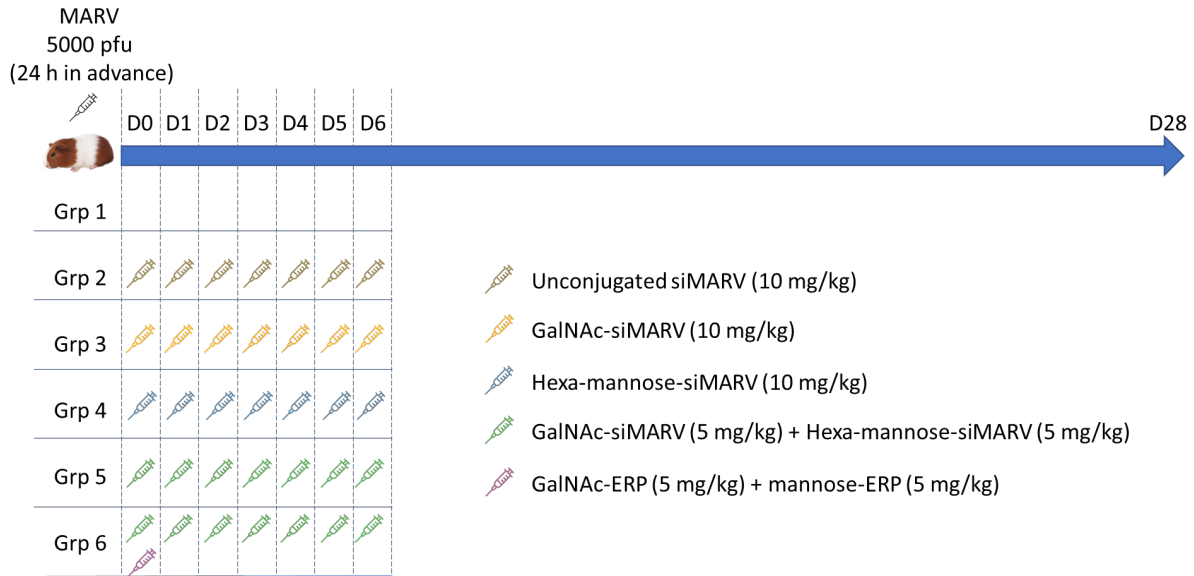 MARV
5000 pfu
(24 h in advance)
D0 D1 D2 D3 D4 D5 D6 D28
Grp 1
Grp 2
Grp 3
Grp 4
Grp 5
Grp 6
Unconjugated siMARV (10 mg/kg)
GalNAc-siMARV (10 mg/kg)
Hexa-mannose-siMARV (10 mg/kg)
GalNAc-siMARV (5 mg/kg) + Hexa-mannose-siMARV (5 mg/kg)
GalNAc-ERP (5 mg/kg) + mannose-ERP (5 mg/kg)